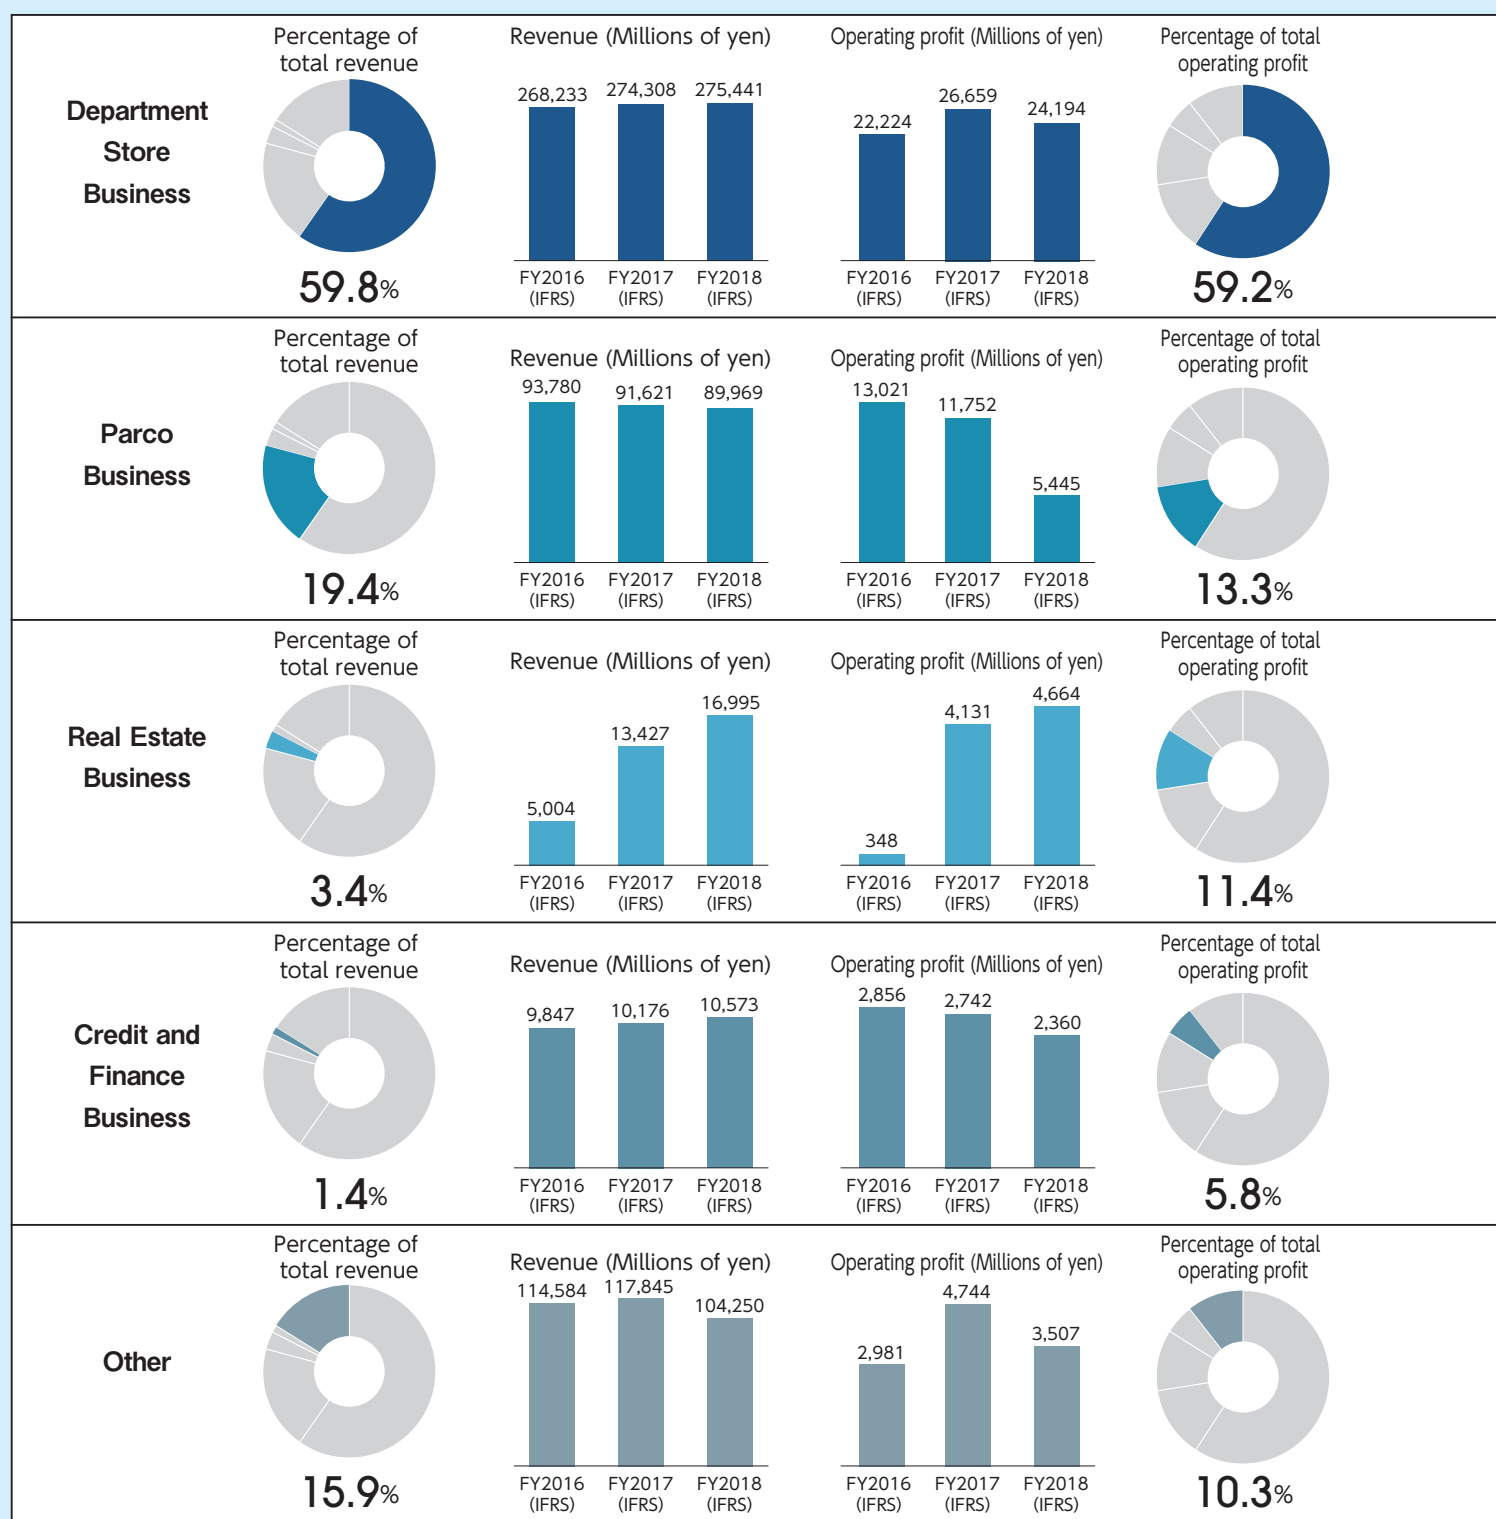 Department
Store
Business
Percentage of
total revenue
59.8%
Revenue (Millions of yen)
268,233 274,308 275,441
FY2016 FY2017 FY2018
(IFRS) (IFRS) (IFRS)
Operating profit (Millions of yen)
22,224 26,659 24,194
FY2016 FY2017 FY2018
(IFRS) (IFRS) (IFRS)
Percentage of total
operating profit
59.2%
Parco
Business
Percentage of
total revenue
19.4%
Revenue (Millions of yen)
93,780 91,621 89,969
FY2016 FY2017 FY2018
(IFRS) (IFRS) (IFRS)
Operating profit (Millions of yen)
13,021 11,752 5,445
FY2016 FY2017 FY2018
(IFRS) (IFRS) (IFRS)
Percentage of total
operating profit
13.3%
Real Estate
Business
Percentage of
total revenue
3.4%
Revenue (Millions of yen)
5,004 13,427 16,995
FY2016 FY2017 FY2018
(IFRS) (IFRS) (IFRS)
Operating profit (Millions of yen)
348 4,131 4,664
FY2016 FY2017 FY2018
(IFRS) (IFRS) (IFRS)
Percentage of total
operating profit
11.4%
Credit and
Finance
Business
Percentage of
total revenue
1.4%
Revenue (Millions of yen)
9,847 10,176 10,573
FY2016 FY2017 FY2018
(IFRS) (IFRS) (IFRS)
Operating profit (Millions of yen)
2,856 2,742 2,360
FY2016 FY2017 FY2018
(IFRS) (IFRS) (IFRS)
Percentage of total
operating profit
5.8%
Other
Percentage of
total revenue
15.9%
Revenue (Millions of yen)
114,584 117,845 104,250
FY2016 FY2017 FY2018
(IFRS) (IFRS) (IFRS)
Operating profit (Millions of yen)
2,981 4,744 3,507
FY2016 FY2017 FY2018
(IFRS) (IFRS) (IFRS)
Percentage of total
operating profit
10.3%